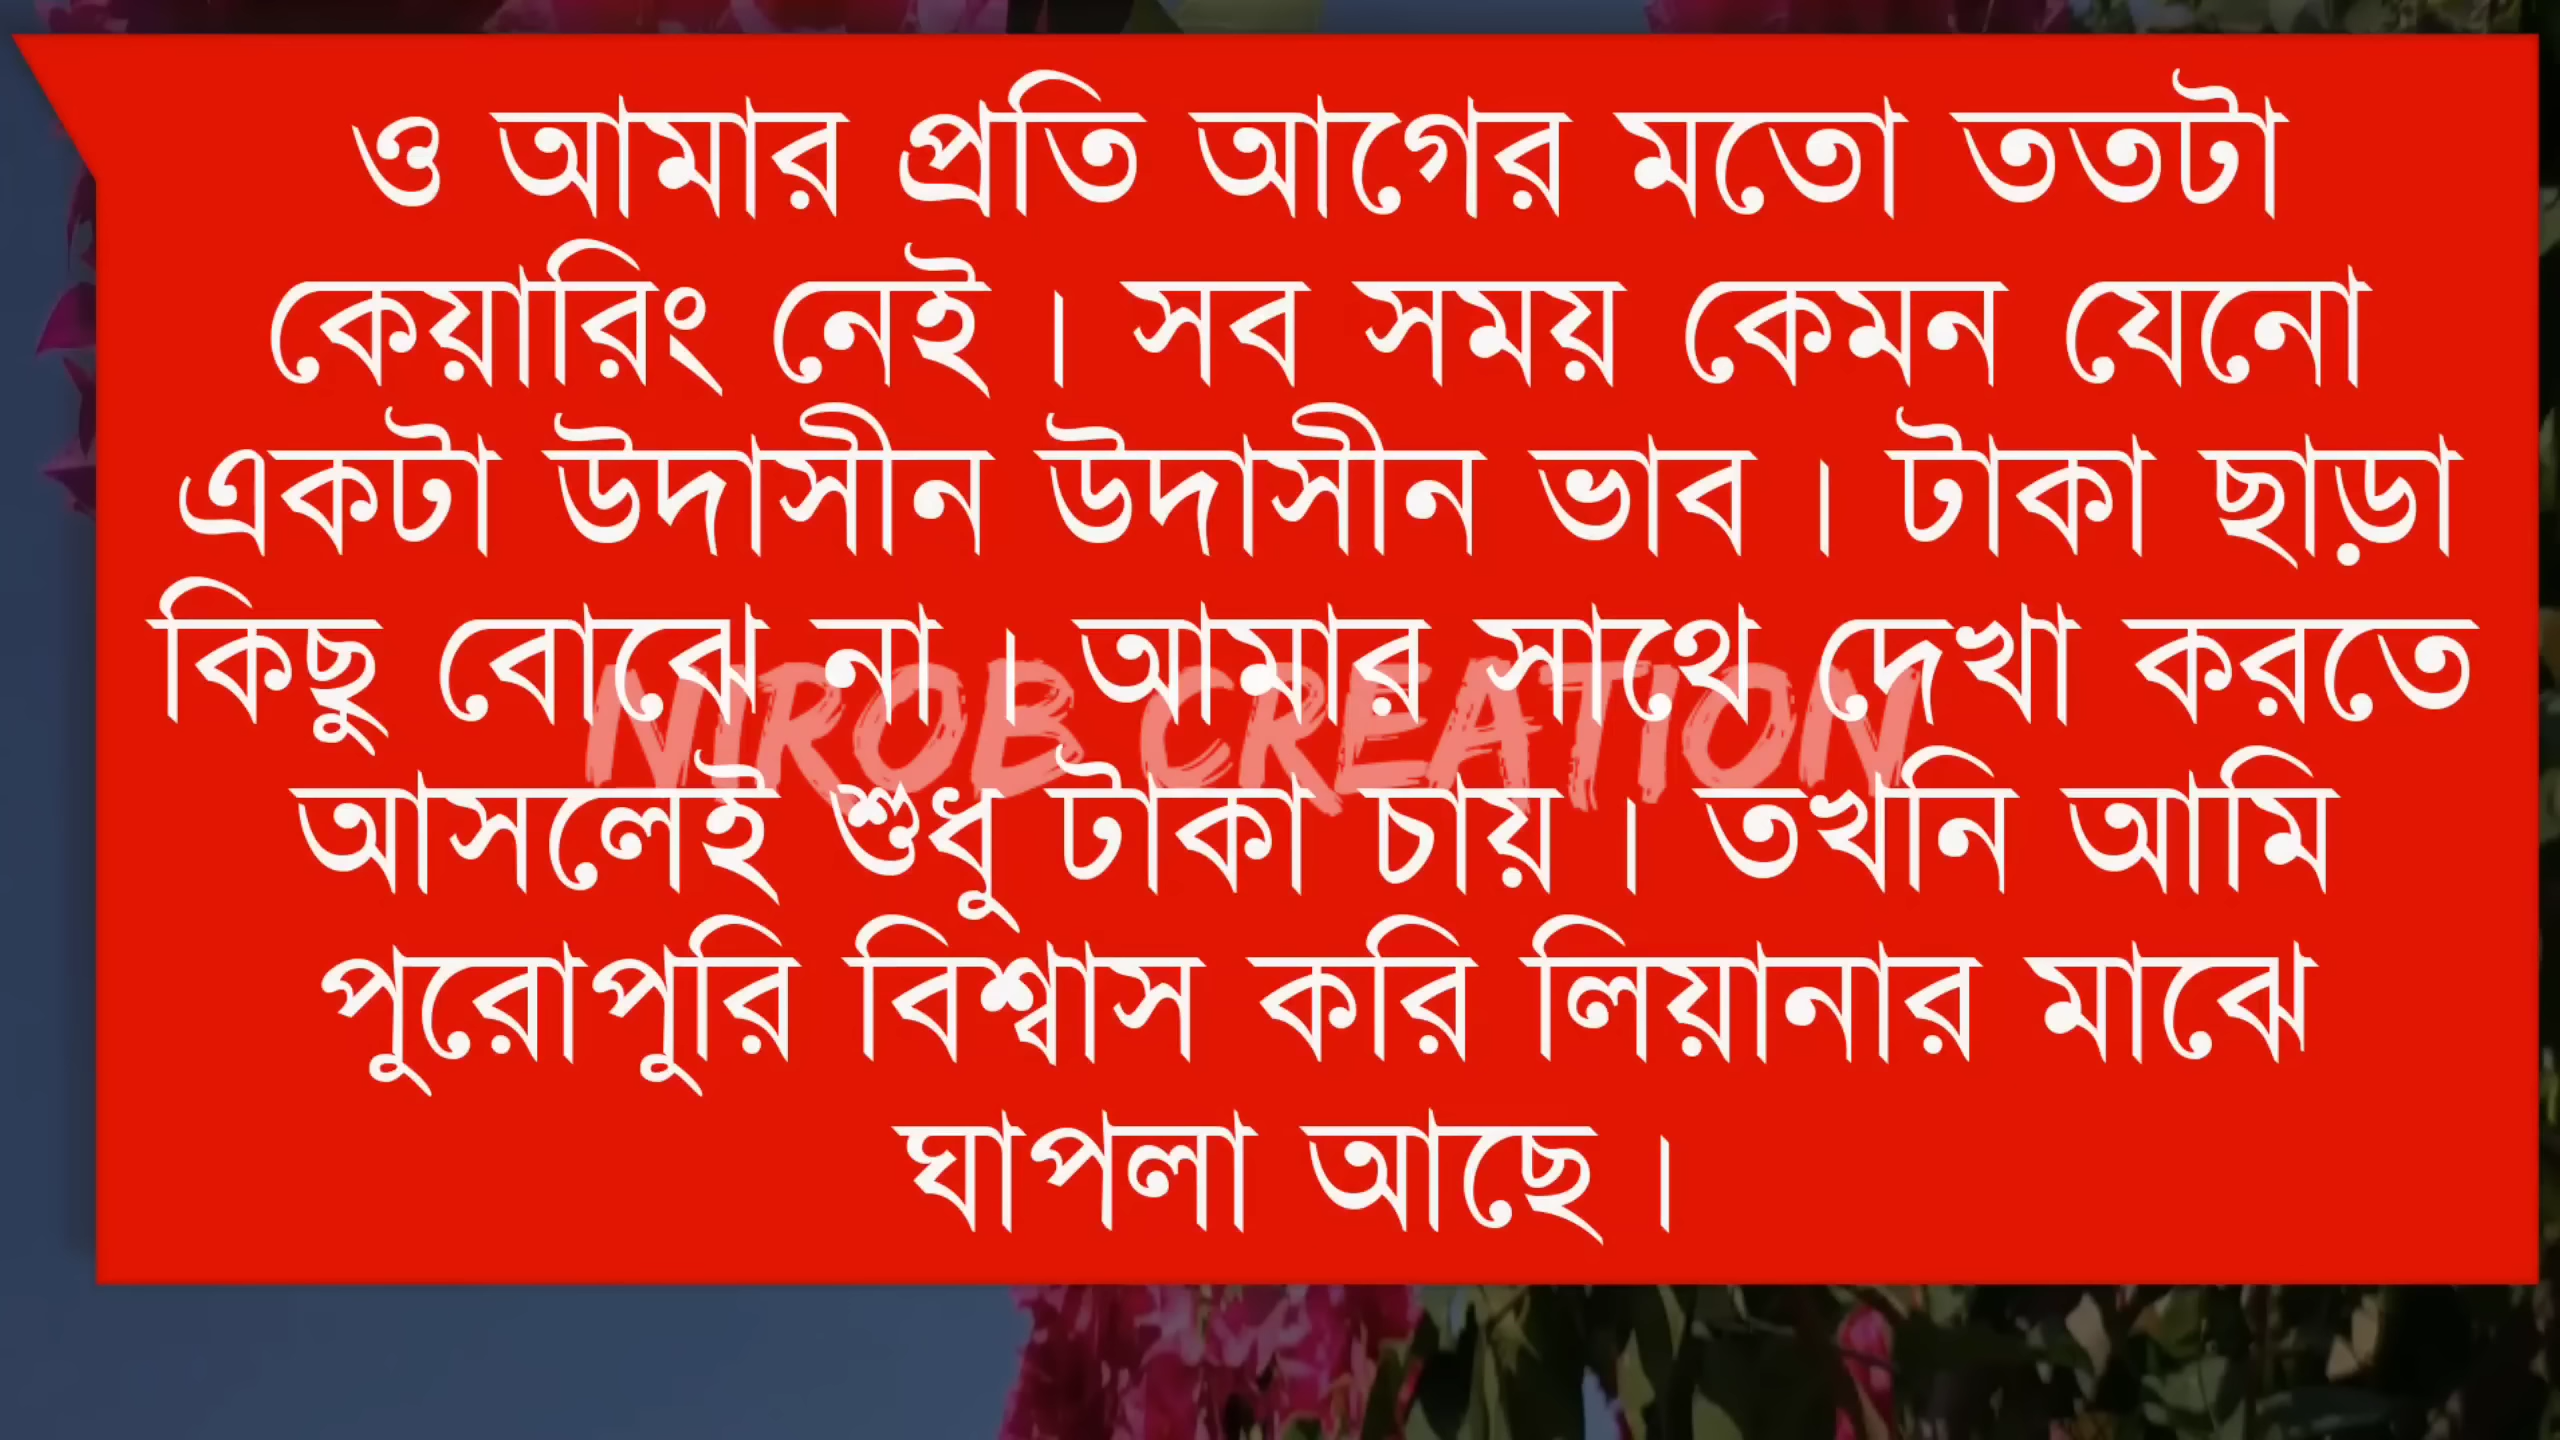 ও আমার প্রতি আগের মতো ততটা
কেয়ারিং নেই। সব সময় কেমন যেনো
একটা উদাসীন উদাসীন ভাব। টাকা ছাড়া
কিছু বোঝে না। আমার সাথে দেখা করতে
NIROB CREATION
আসলেই শুধু টাকা চায়। তখনি আমি
পুরোপুরি বিশ্বাস করি লিয়ানার মাঝে
ঘাপলা আছে।